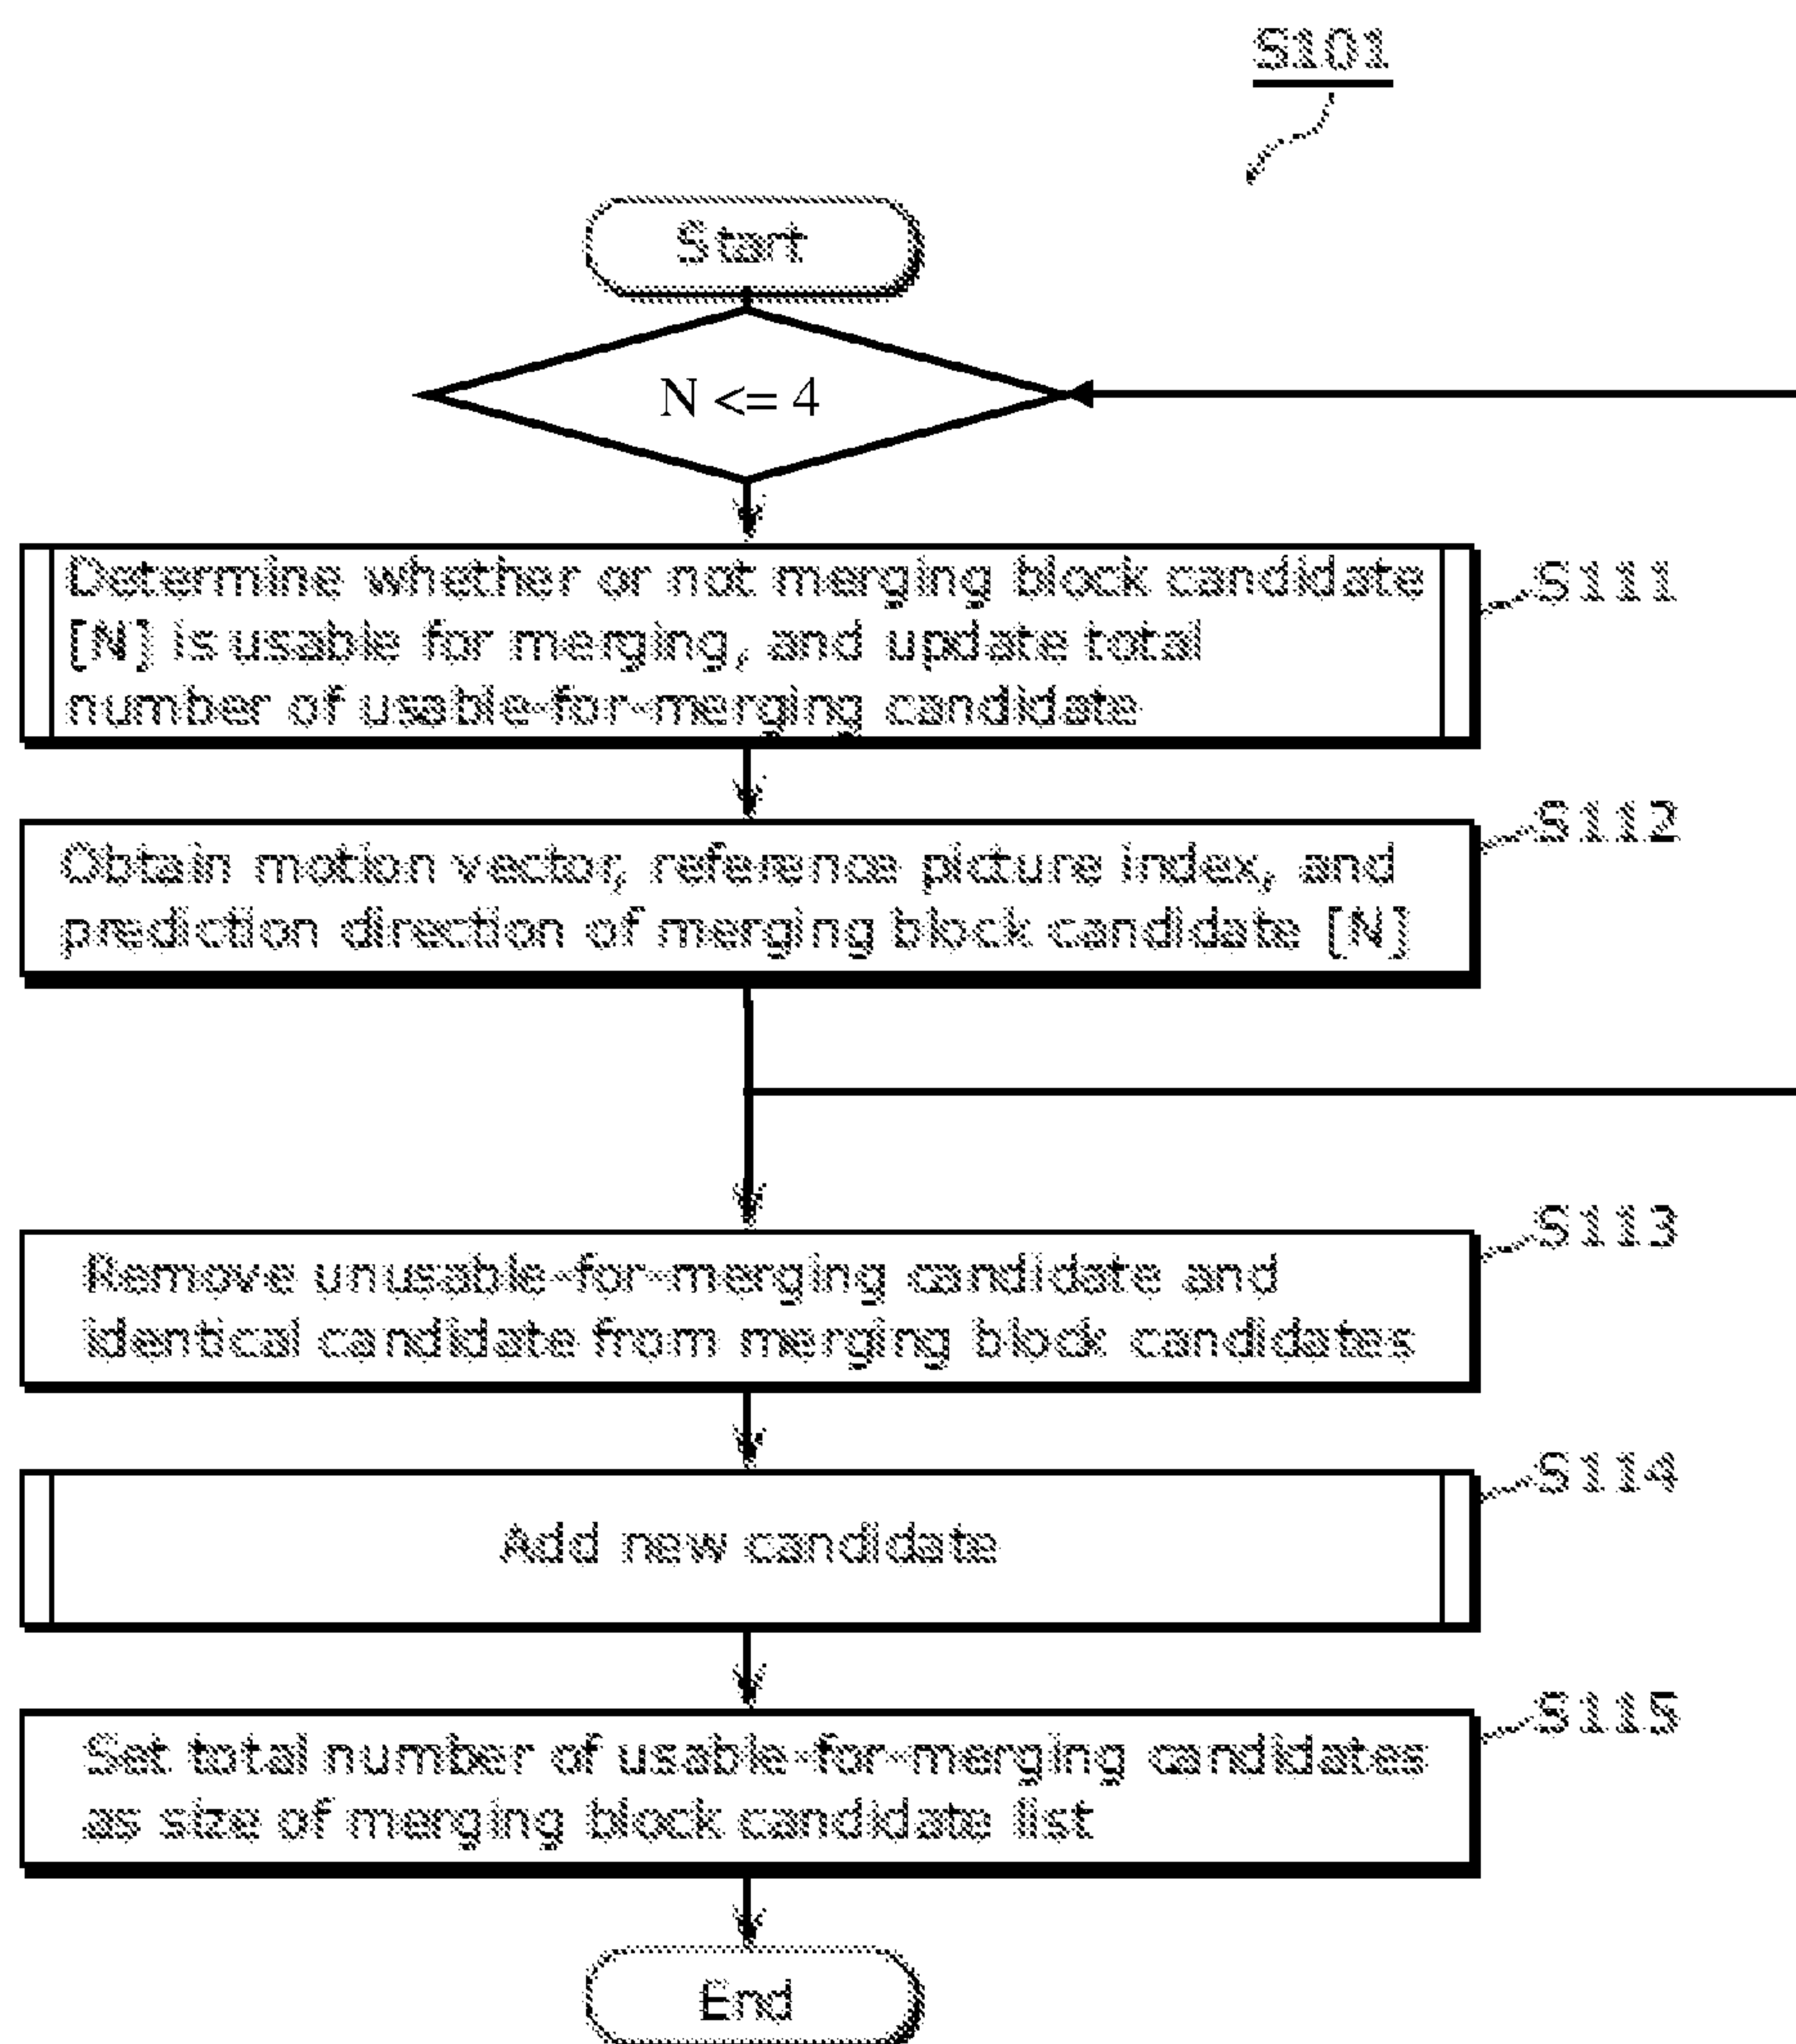 S101
Start
N <= 4
Determine whether or not merging block candidate
[N] is usable for merging, and update total
number of usable-for-merging candidate
S111
S112
Obtain motion vector, reference picture index, and
prediction direction of merging block candidate [N]
S113
Remove unusable-for-merging candidate and
identical candidate from merging block candidates
S114
Add new candidate
S115
Set total number of usable-for-merging candidates
as size of merging block candidate list
End